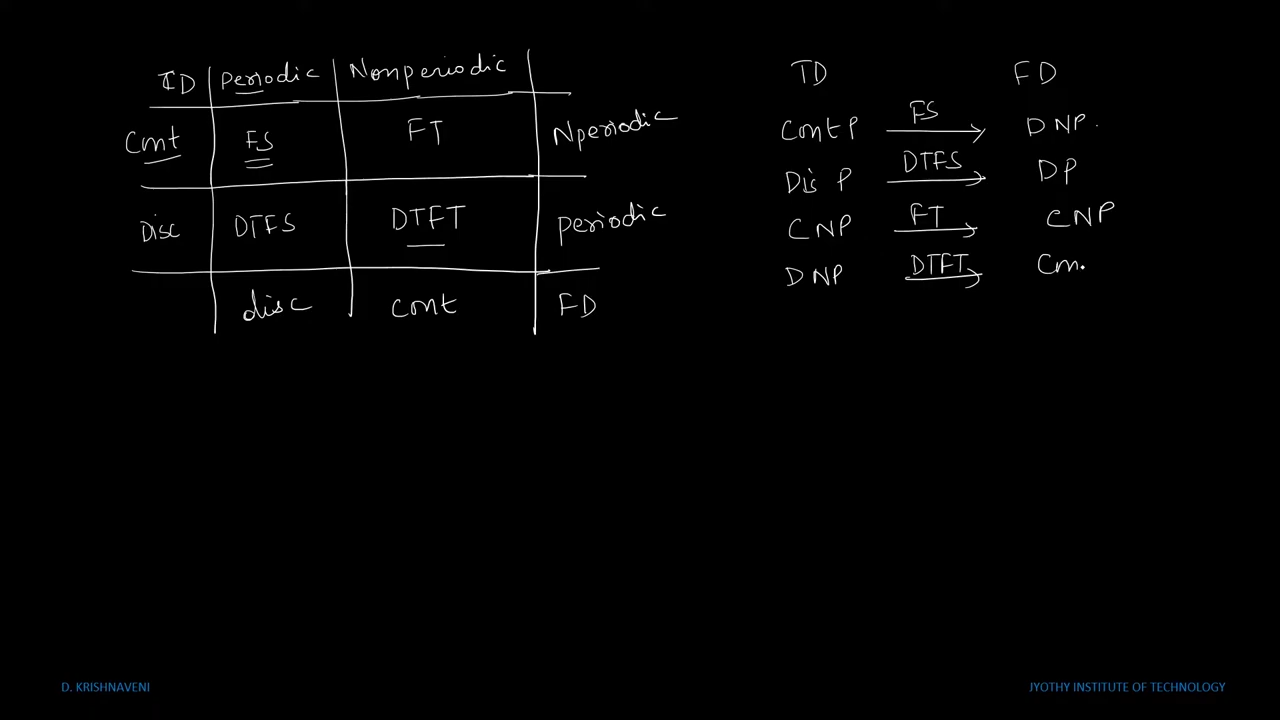 TD Periodic Nonperiodic
Cont FS FT Nperiodic
Disc DTFS DTFT periodic
disc cont FD
TD FD
Cont P FS DNP.
Dis P DTFS DP
CNP FT CNP
DNP DTFT Con.
D. KRISHNAVENI
JYOTHY INSTITUTE OF TECHNOLOGY